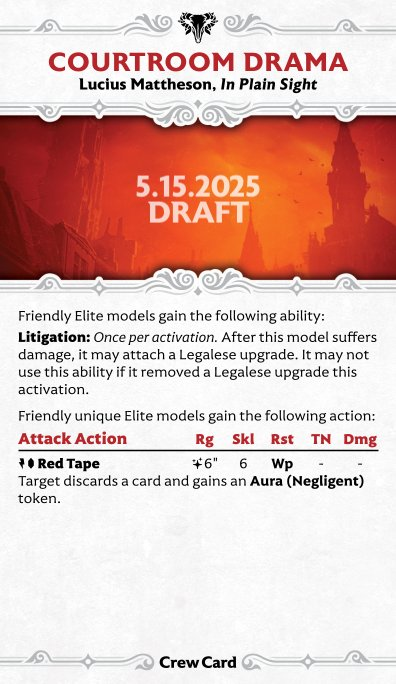 COURTROOM DRAMA
Lucius Mattheson, In Plain Sight
5.15.2025
DRAFT
Friendly Elite models gain the following ability:
Litigation: Once per activation. After this model suffers
damage, it may attach a Legalese upgrade. It may not
use this ability if it removed a Legalese upgrade this
activation.
Friendly unique Elite models gain the following action:
Attack Action Rg Skl Rst TN Dmg
Red Tape 6" 6 Wp - -
Target discards a card and gains an Aura (Negligent)
token.
Crew Card